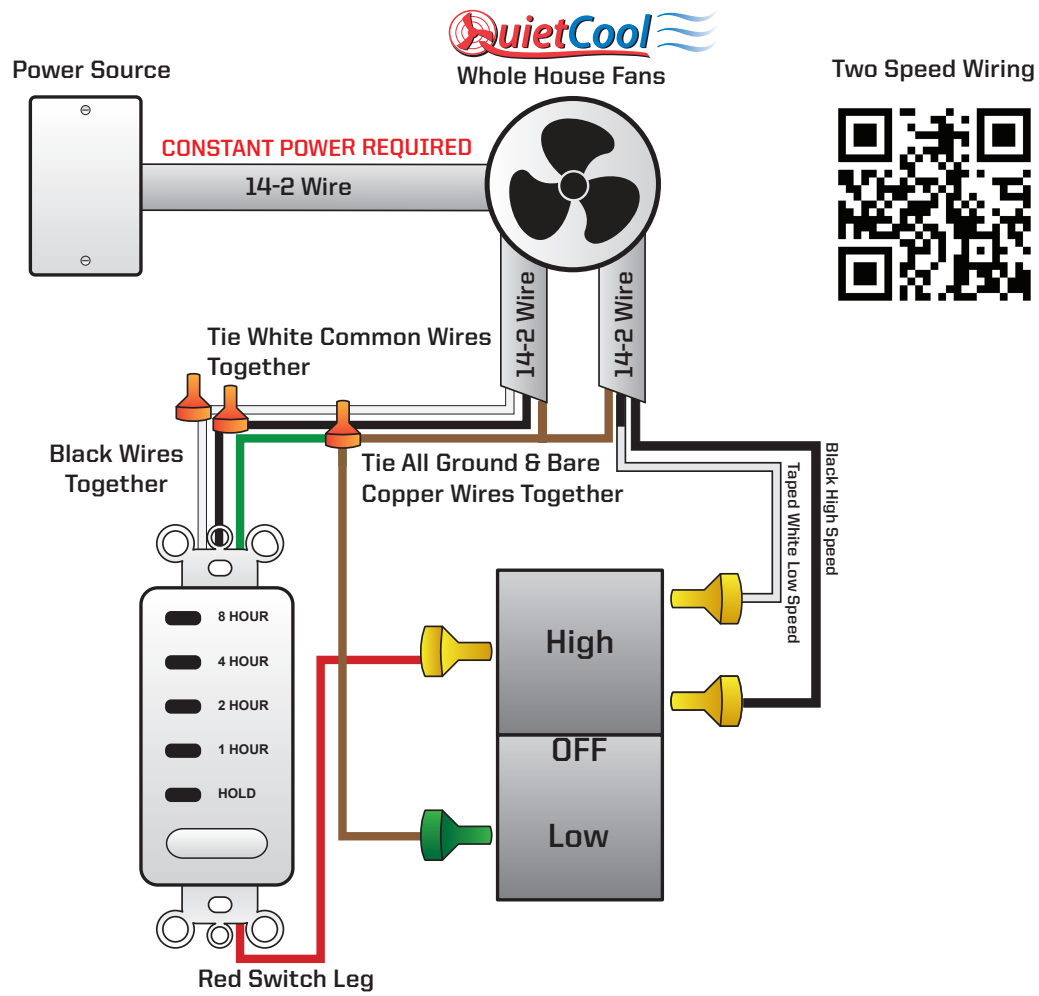 QuietCool
Whole House Fans
Power Source
Two Speed Wiring
CONSTANT POWER REQUIRED
14-2 Wire
14-2 Wire
14-2 Wire
Tie White Common Wires
Together
Black Wires
Together
Tie All Ground & Bare
Copper Wires Together
Black High Speed
Taped White Low Speed
8 HOUR
4 HOUR
2 HOUR
1 HOUR
HOLD
High
OFF
Low
Red Switch Leg